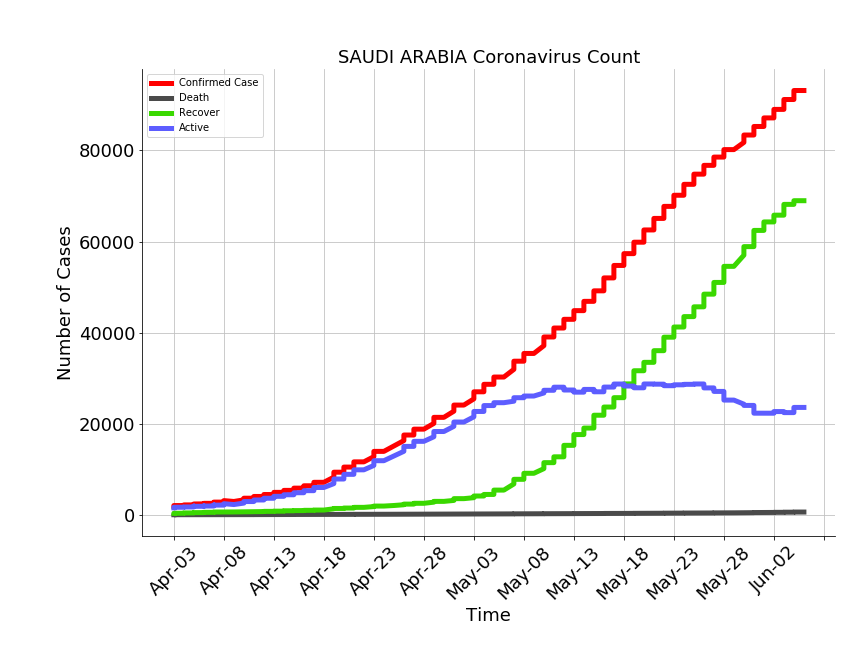 SAUDI ARABIA Coronavirus Count
Confirmed Case
Death
Recover
Active
Number of Cases
80000
60000
40000
20000
0
Apr-03
Apr-08
Apr-13
Apr-18
Apr-23
Apr-28
May-03
May-08
May-13
May-18
May-23
May-28
Jun-02
Time